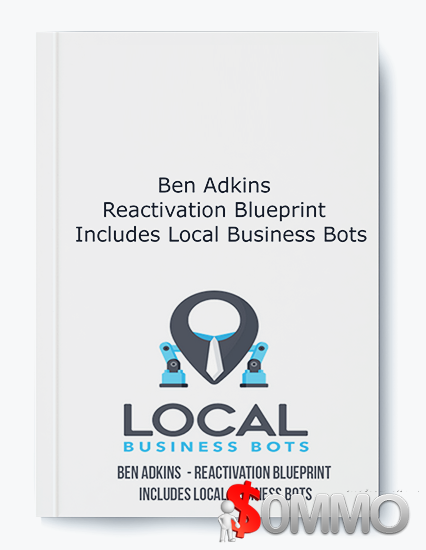 Ben Adkins
Reactivation Blueprint
Includes Local Business Bots
LOCAL
BUSINESS BOTS
BEN ADKINS - REACTIVATION BLUEPRINT
INCLUDES LOCAL BUSINESS BOTS
$OMMO